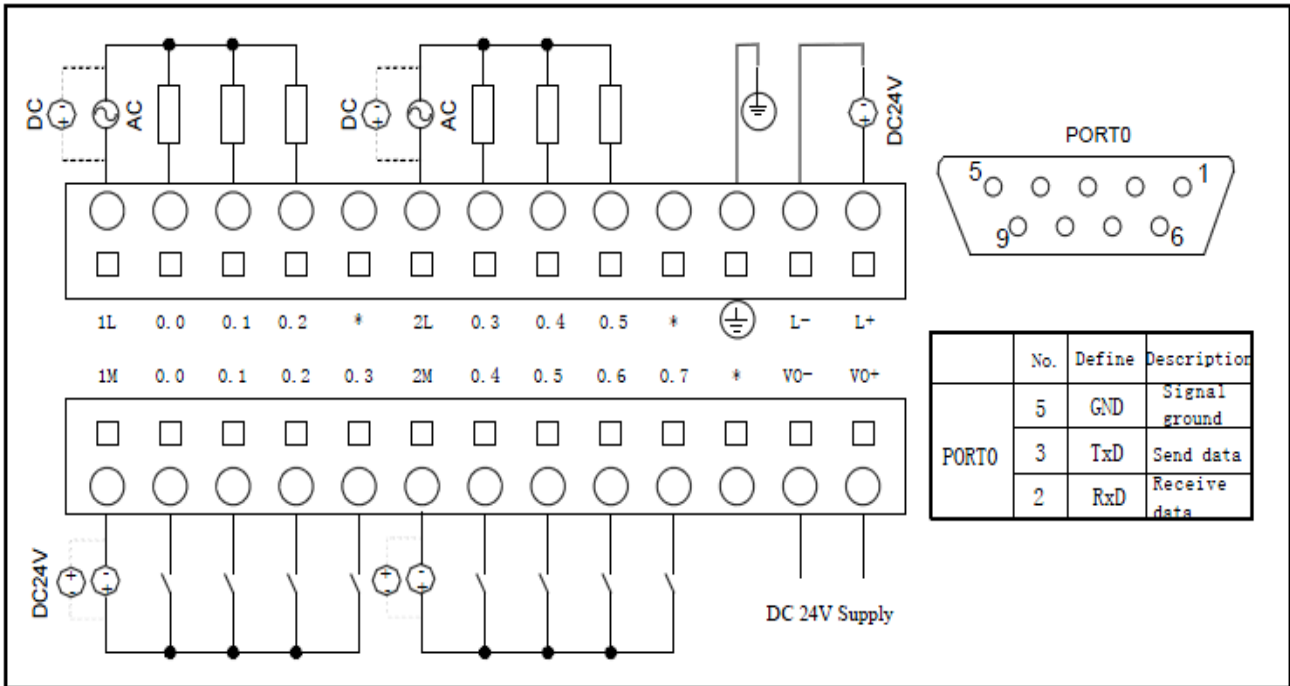 DC AC DC AC DC24V
PORT0
5 1
9 6
1L 0.0 0.1 0.2 * 2L 0.3 0.4 0.5 * L- L+
1M 0.0 0.1 0.2 0.3 2M 0.4 0.5 0.6 0.7 * VO- VO+
No. Define Description
PORT0
5 GND Signal ground
3 TxD Send data
2 RxD Receive data
DC24V
DC 24V Supply